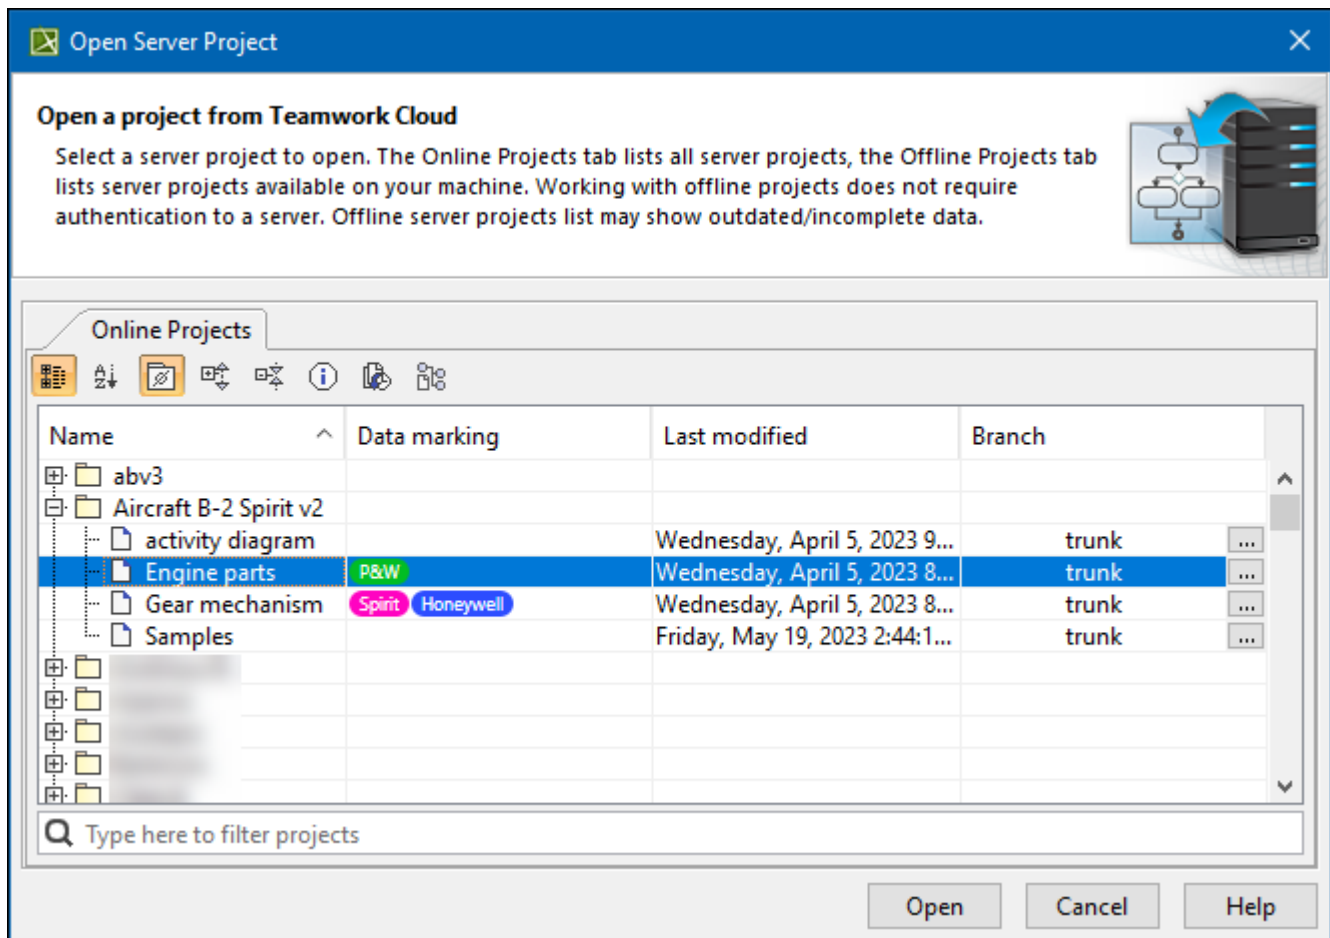 Open Server Project
Open a project from Teamwork Cloud
Select a server project to open. The Online Projects tab lists all server projects, the Offline Projects tab
lists server projects available on your machine. Working with offline projects does not require
authentication to a server. Offline server projects list may show outdated/incomplete data.
Online Projects
Name Data marking Last modified Branch
abv3
Aircraft B-2 Spirit v2
activity diagram Wednesday, April 5, 2023 9... trunk ...
Engine parts P&W Wednesday, April 5, 2023 8... trunk ...
Gear mechanism Spirit Honeywell Wednesday, April 5, 2023 8... trunk ...
Samples Friday, May 19, 2023 2:44:1... trunk ...
Type here to filter projects
Open Cancel Help